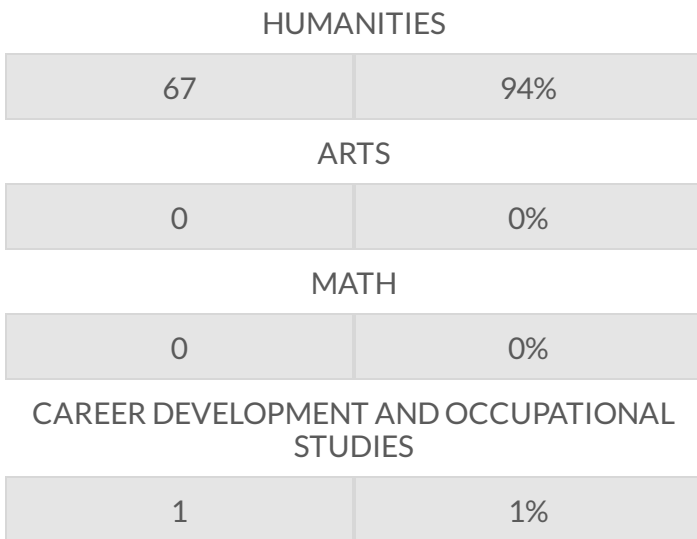 HUMANITIES
67 94%
ARTS
0 0%
MATH
0 0%
CAREER DEVELOPMENT AND OCCUPATIONAL
STUDIES
1 1%